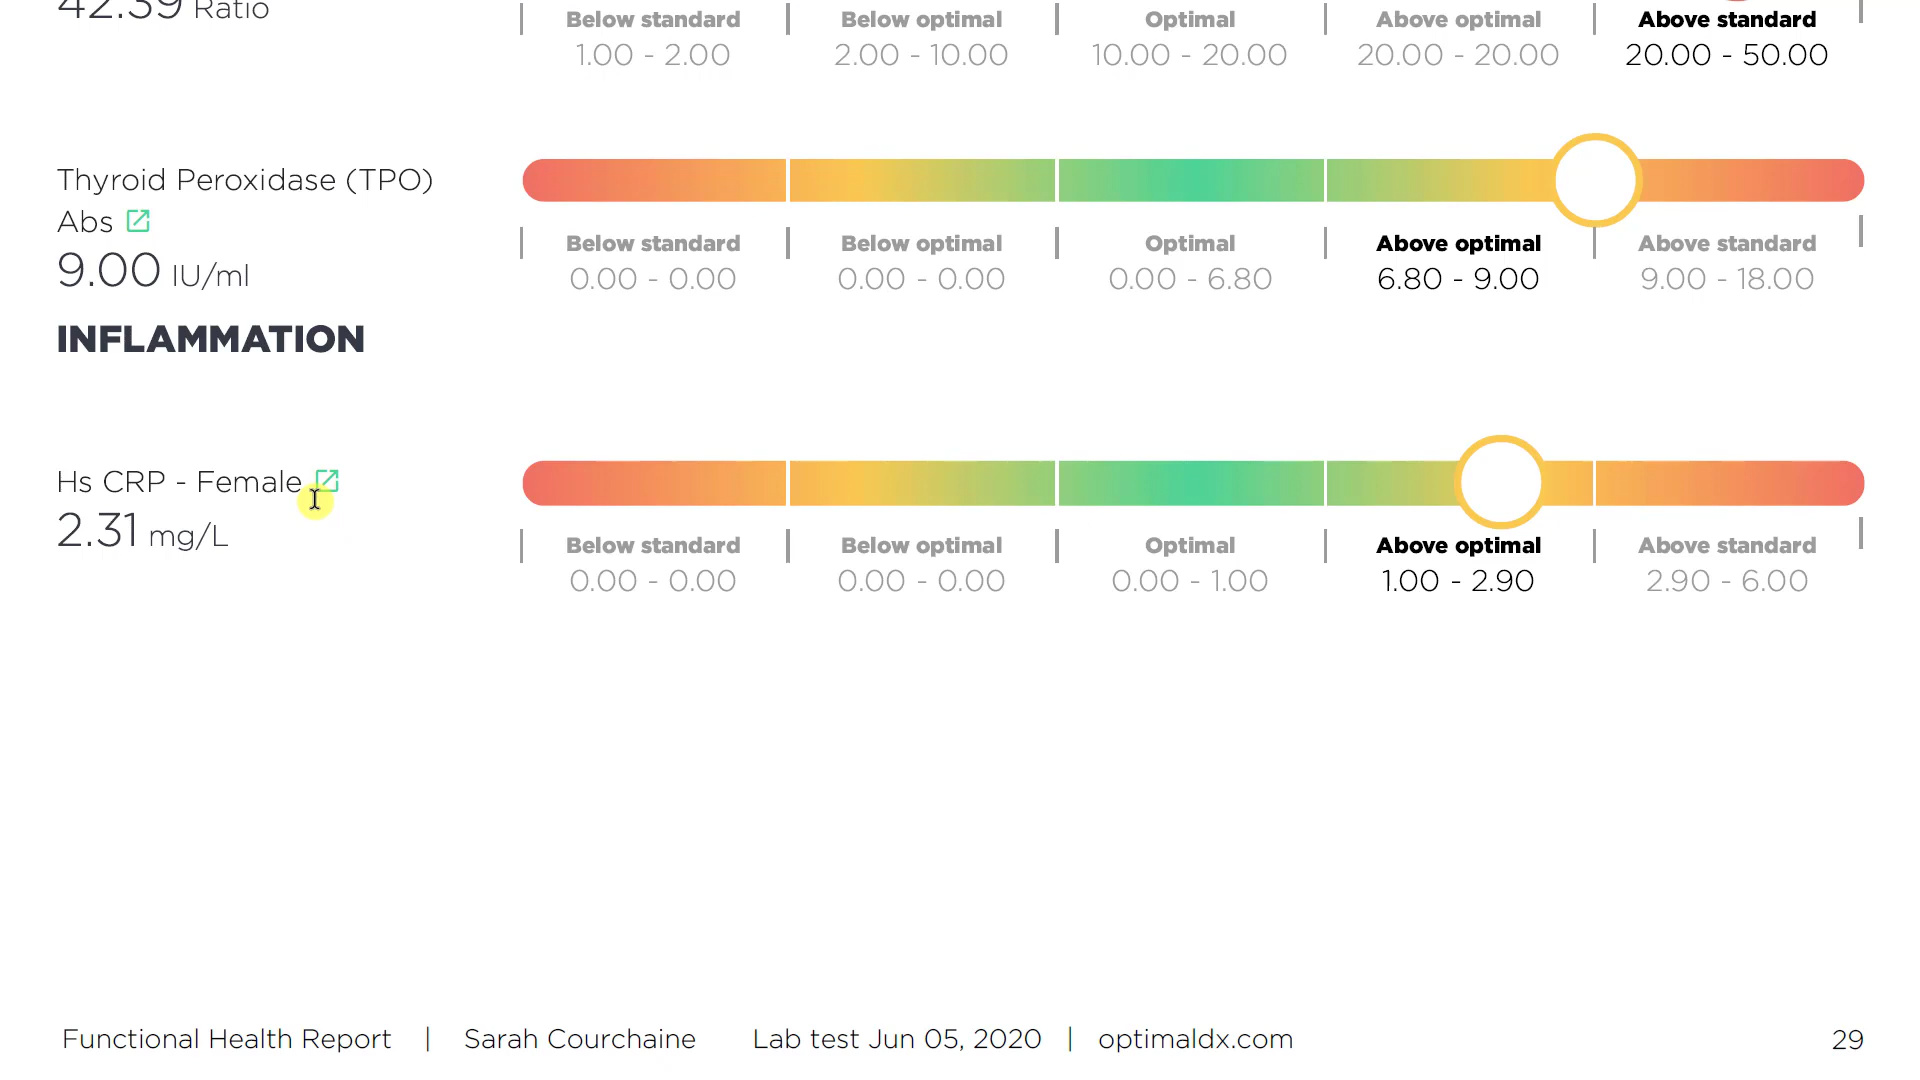 42.39 Ratio
Below standard Below optimal Optimal Above optimal Above standard
1.00 - 2.00 2.00 - 10.00 10.00 - 20.00 20.00 - 20.00 20.00 - 50.00
Thyroid Peroxidase (TPO)
Abs
9.00 IU/ml
Below standard Below optimal Optimal Above optimal Above standard
0.00 - 0.00 0.00 - 0.00 0.00 - 6.80 6.80 - 9.00 9.00 - 18.00
INFLAMMATION
Hs CRP - Female
2.31 mg/L
Below standard Below optimal Optimal Above optimal Above standard
0.00 - 0.00 0.00 - 0.00 0.00 - 1.00 1.00 - 2.90 2.90 - 6.00
Functional Health Report | Sarah Courchaine Lab test Jun 05, 2020 | optimaldx.com 29